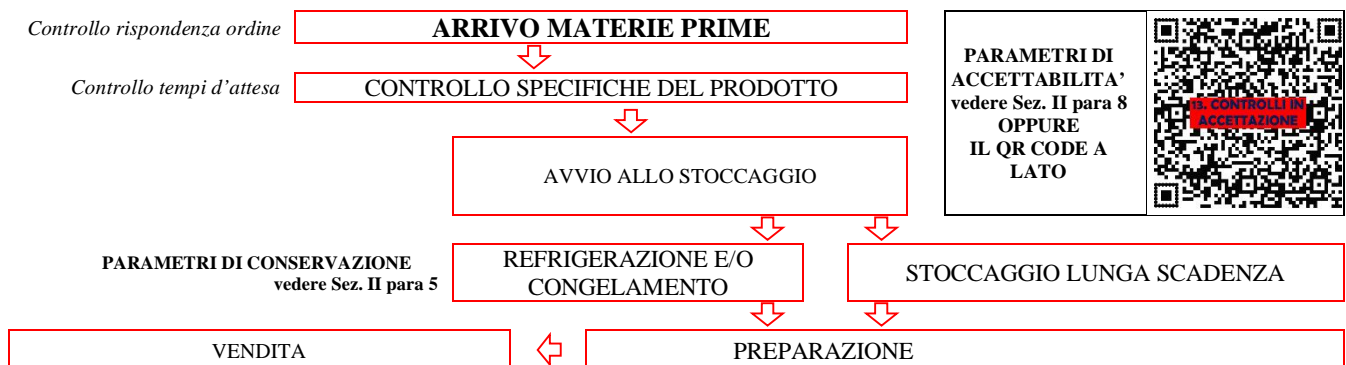 Controllo rispondenza ordine
ARRIVO MATERIE PRIME
Controllo tempi d'attesa
CONTROLLO SPECIFICHE DEL PRODOTTO
PARAMETRI DI
ACCETTABILITA'
vedere Sez. II para 8
OPPURE
IL QR CODE A
LATO
13. CONTROLLI IN
ACCETTAZIONE
AVVIO ALLO STOCCAGGIO
PARAMETRI DI CONSERVAZIONE
vedere Sez. II para 5
REFRIGERAZIONE E/O
CONGELAMENTO
STOCCAGGIO LUNGA SCADENZA
VENDITA
PREPARAZIONE